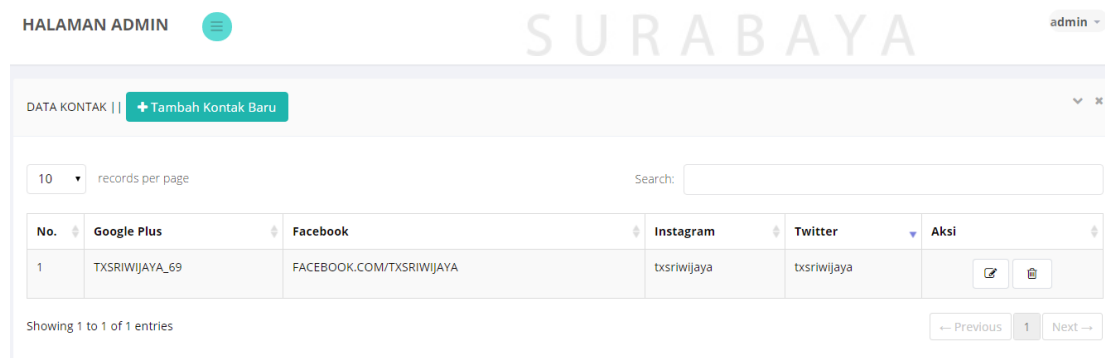 HALAMAN ADMIN
SURABAYA
admin
DATA KONTAK || + Tambah Kontak Baru
10 records per page Search:
No. Google Plus Facebook Instagram Twitter Aksi
1 TXSRIWIJAYA_69 FACEBOOK.COM/TXSRIWIJAYA txsriwijaya txsriwijaya
Showing 1 to 1 of 1 entries ← Previous 1 Next →